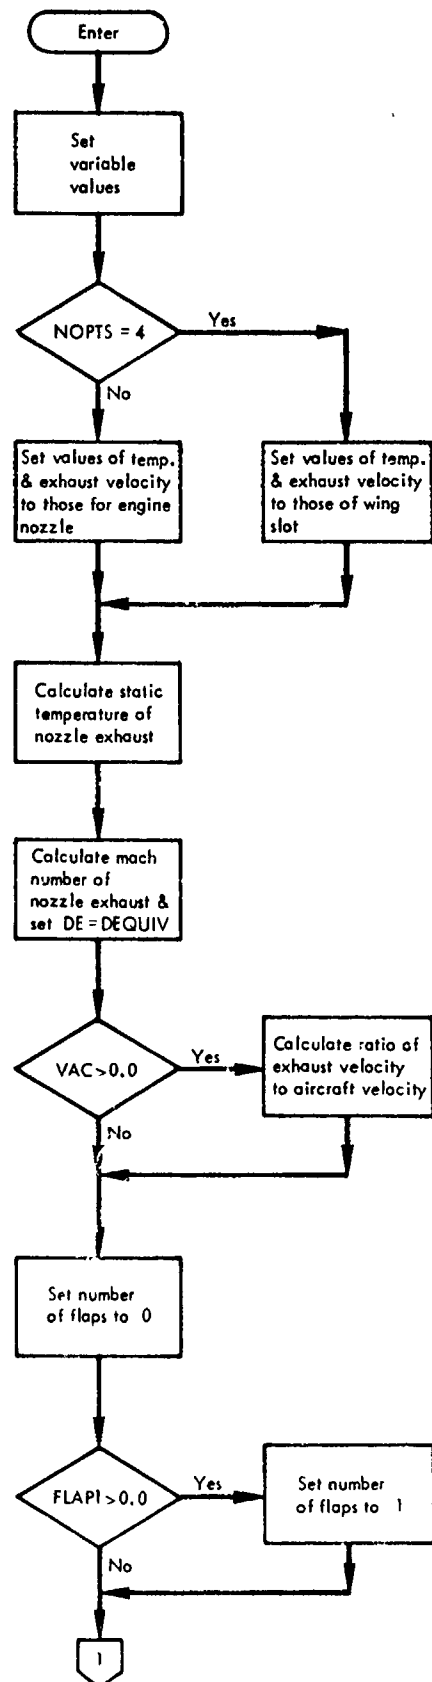 Enter
Set
variable
values
NOPTS = 4
Yes
No
Set values of temp.
& exhaust velocity
to those for engine
nozzle
Set values of temp.
& exhaust velocity
to those of wing
slot
Calculate static
temperature of
nozzle exhaust
Calculate mach
number of
nozzle exhaust &
set DE = DEQUIV
VAC > 0.0
Yes
No
Calculate ratio of
exhaust velocity
to aircraft velocity
Set number
of flaps to 0
FLAP1 > 0.0
Yes
No
Set number
of flaps to 1
1